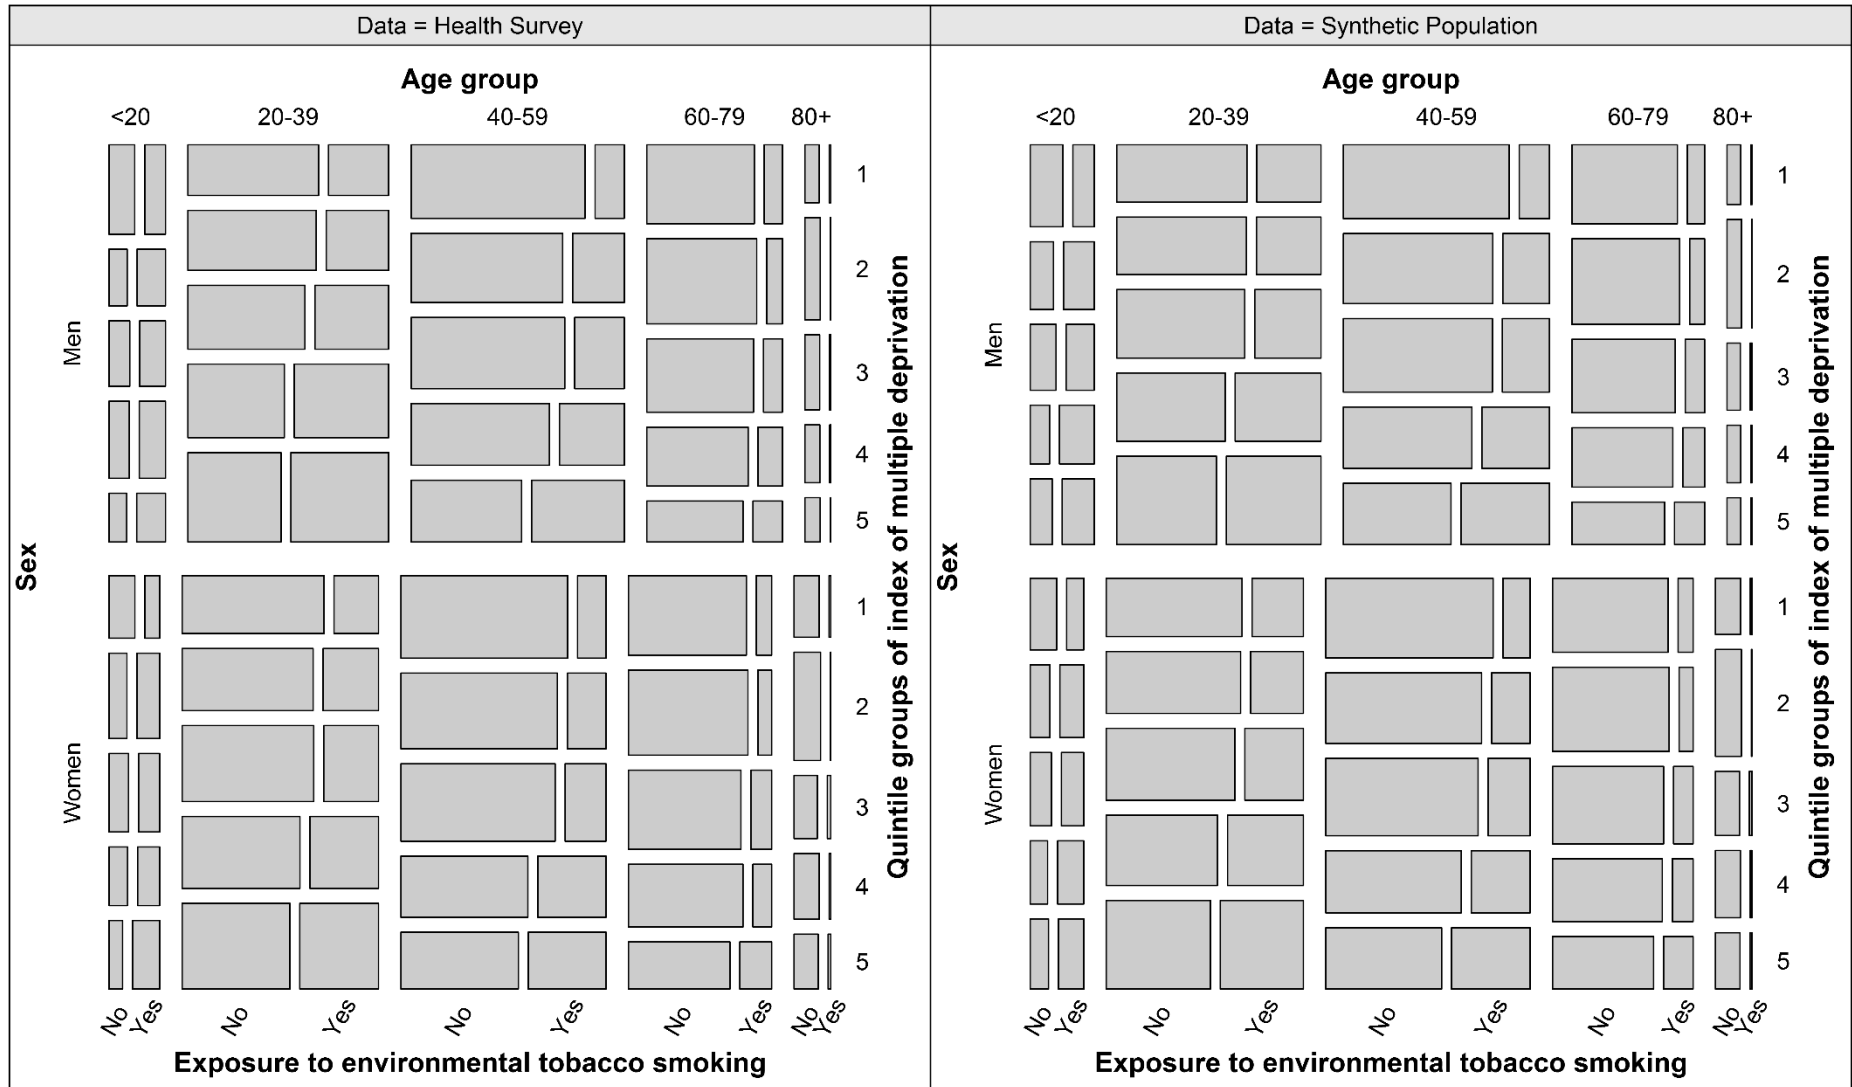 Data = Health Survey
Age group
<20 20-39 40-59 60-79 80+
Sex
Men
Women
1
2
3
4
5
1
2
3
4
5
Quintile groups of index of multiple deprivation
No Yes No Yes No Yes No Yes No Yes
Exposure to environmental tobacco smoking
Data = Synthetic Population
Age group
<20 20-39 40-59 60-79 80+
Sex
Men
Women
1
2
3
4
5
1
2
3
4
5
Quintile groups of index of multiple deprivation
No Yes No Yes No Yes No Yes No Yes
Exposure to environmental tobacco smoking